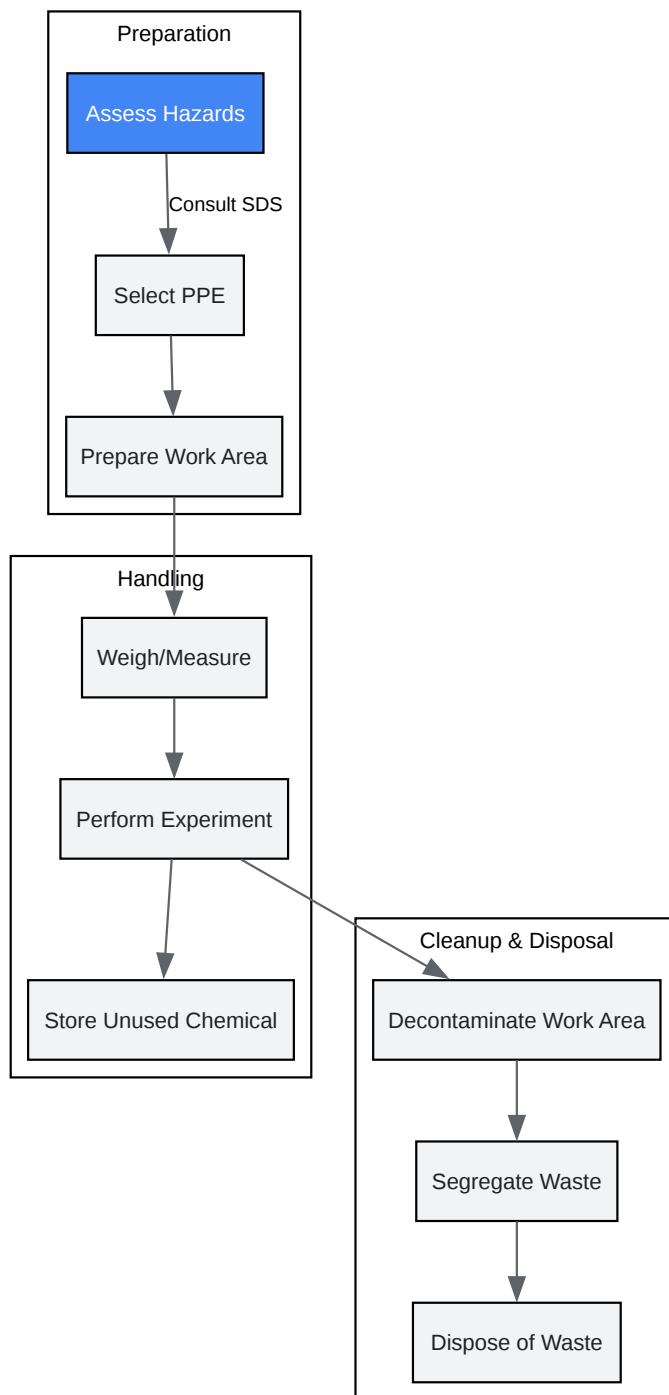 Preparation
Assess Hazards
Consult SDS
Select PPE
Prepare Work Area
Handling
Weigh/Measure
Perform Experiment
Store Unused Chemical
Cleanup & Disposal
Decontaminate Work Area
Segregate Waste
Dispose of Waste